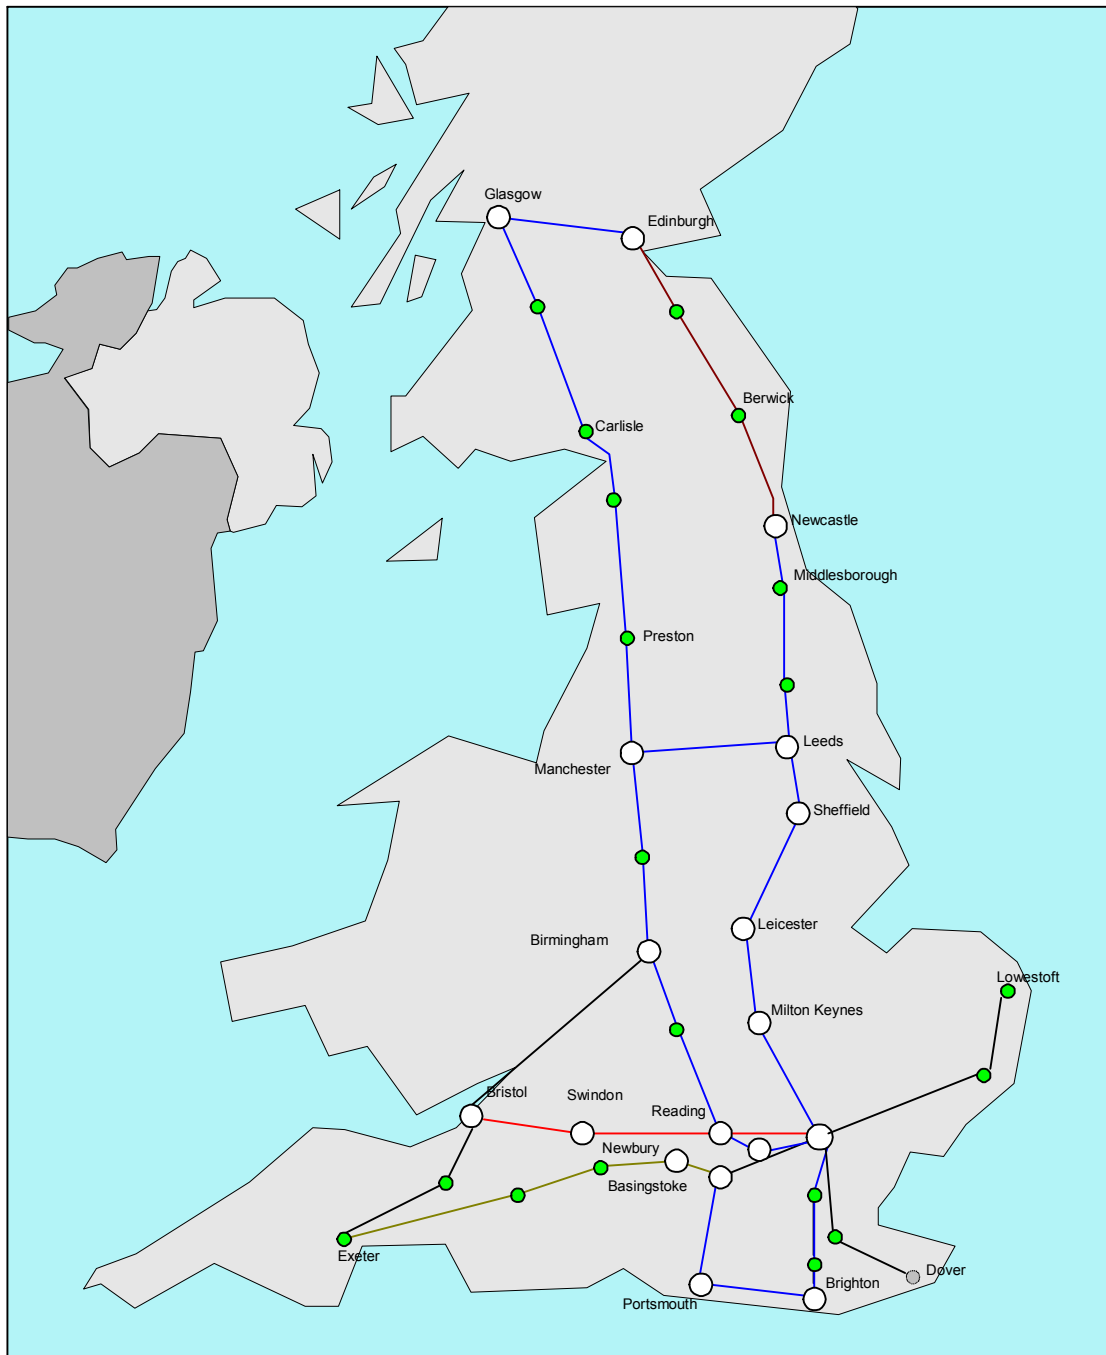 Glasgow
Edinburgh
Berwick
Carlisle
Newcastle
Middlesborough
Preston
Leeds
Manchester
Sheffield
Leicester
Birmingham
Lowestoft
Milton Keynes
Bristol
Swindon
Reading
Newbury
Basingstoke
Exeter
Dover
Brighton
Portsmouth